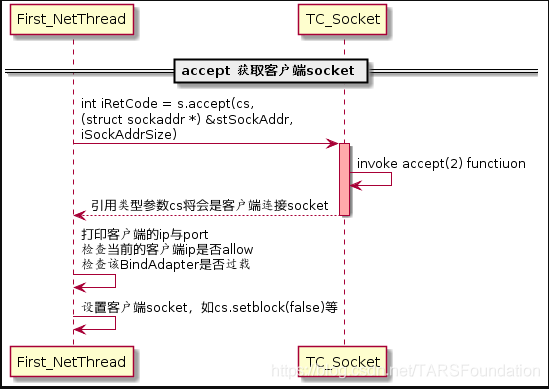 First_NetThread
TC_Socket
accept 获取客户端socket
int iRetCode = s.accept(cs,
(struct sockaddr *) &stSockAddr,
iSockAddrSize)
invoke accept(2) functiuon
引用类型参数cs将会是客户端连接socket
打印客户端的ip与port
检查当前的客户端ip是否allow
检查该BindAdapter是否过载
设置客户端socket，如cs.setblock(false)等
First_NetThread
TC_Socket
https://blog.csdn.net/TARSFoundation